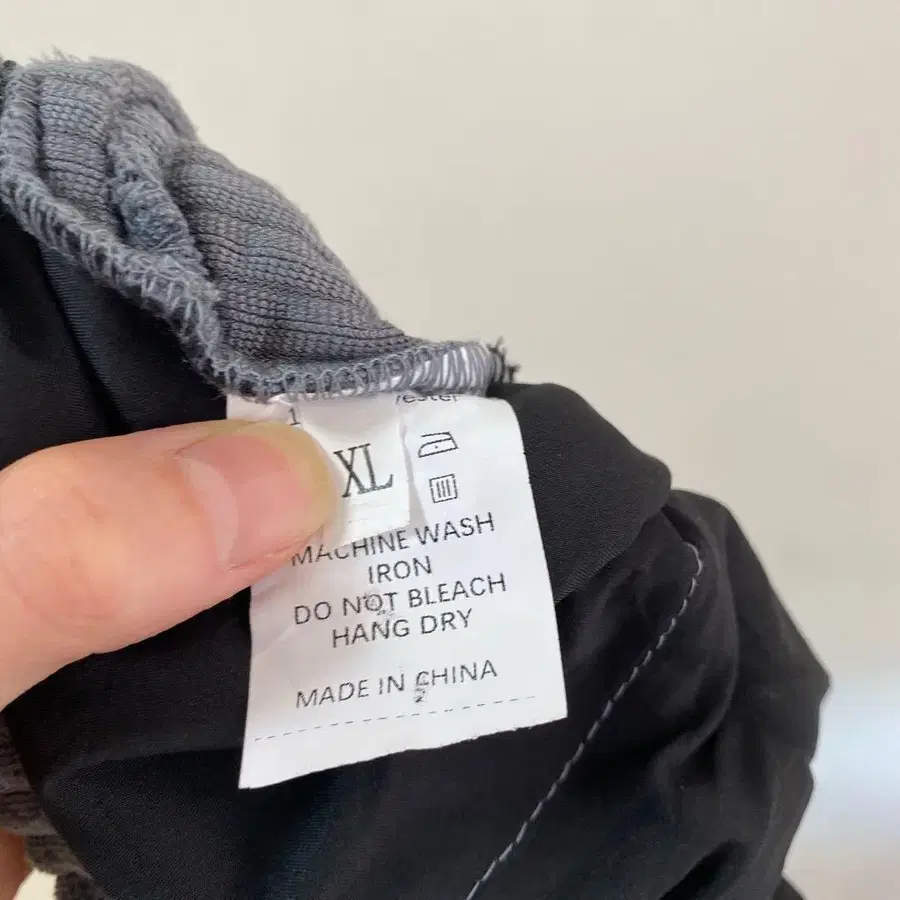 XL
MACHINE WASH
IRON
DO NOT BLEACH
HANG DRY
MADE IN CHINA